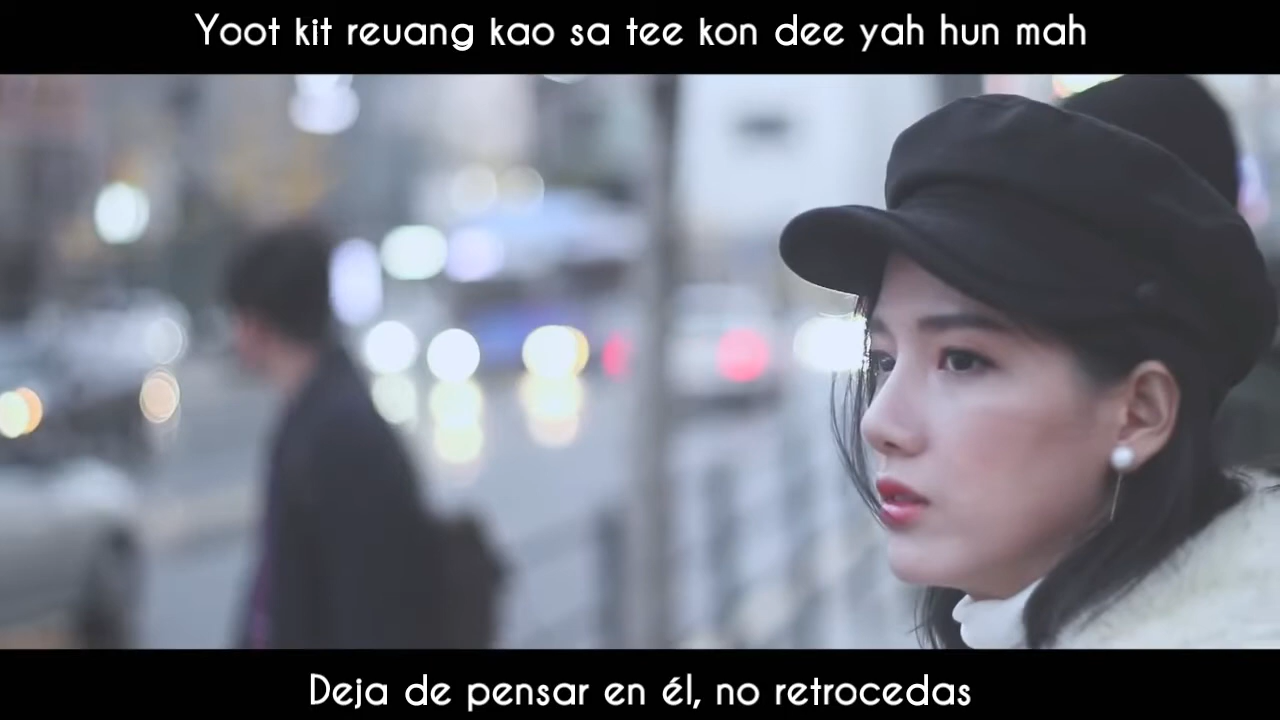 Yoot kit reuang kao sa tee kon dee yah hun mah
Deja de pensar en él, no retrocedas